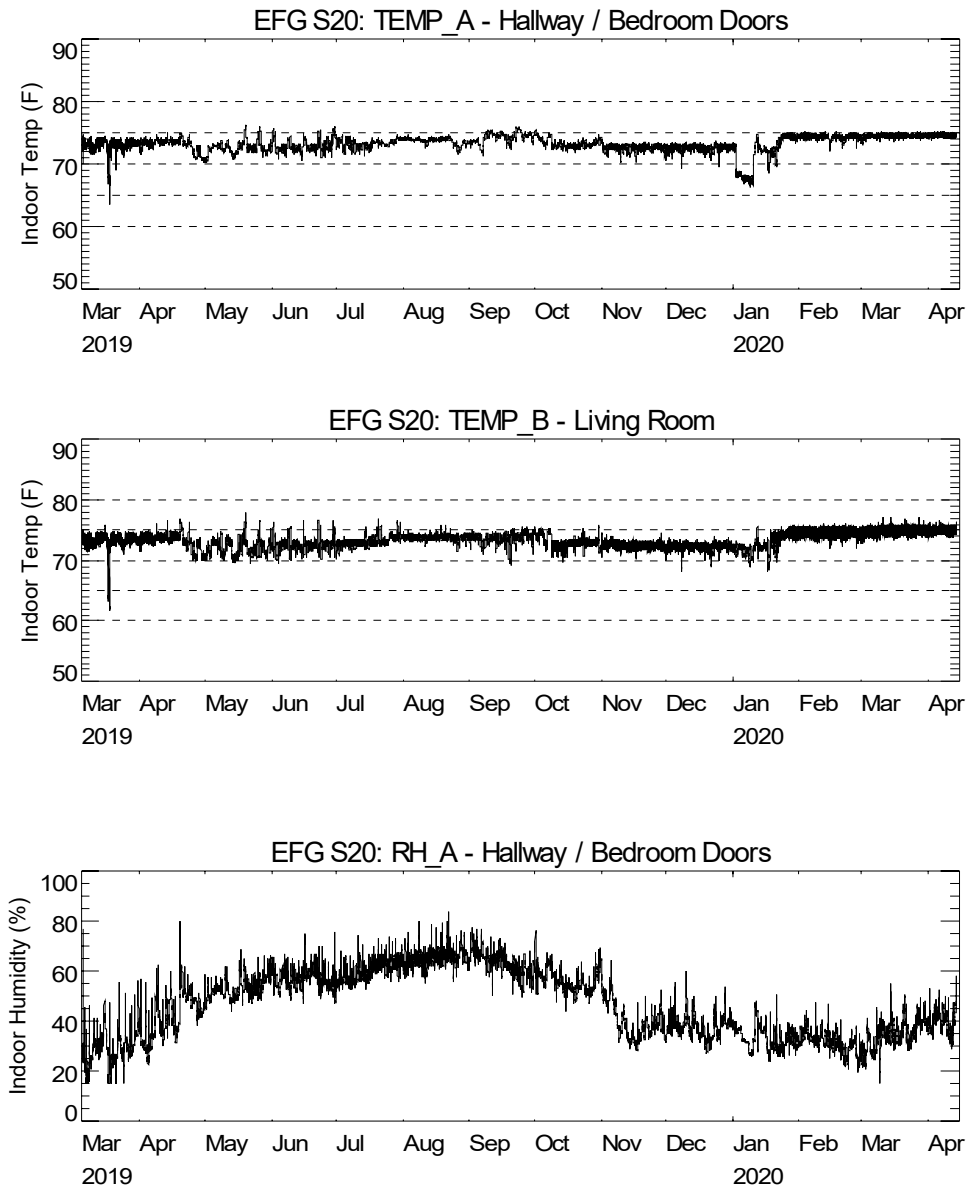 EFG S20: TEMP_A - Hallway / Bedroom Doors
90
80
70
60
50
Indoor Temp (F)
Mar Apr May Jun Jul Aug Sep Oct Nov Dec Jan Feb Mar Apr
2019 2020
EFG S20: TEMP_B - Living Room
90
80
70
60
50
Indoor Temp (F)
Mar Apr May Jun Jul Aug Sep Oct Nov Dec Jan Feb Mar Apr
2019 2020
EFG S20: RH_A - Hallway / Bedroom Doors
100
80
60
40
20
0
Indoor Humidity (%)
Mar Apr May Jun Jul Aug Sep Oct Nov Dec Jan Feb Mar Apr
2019 2020